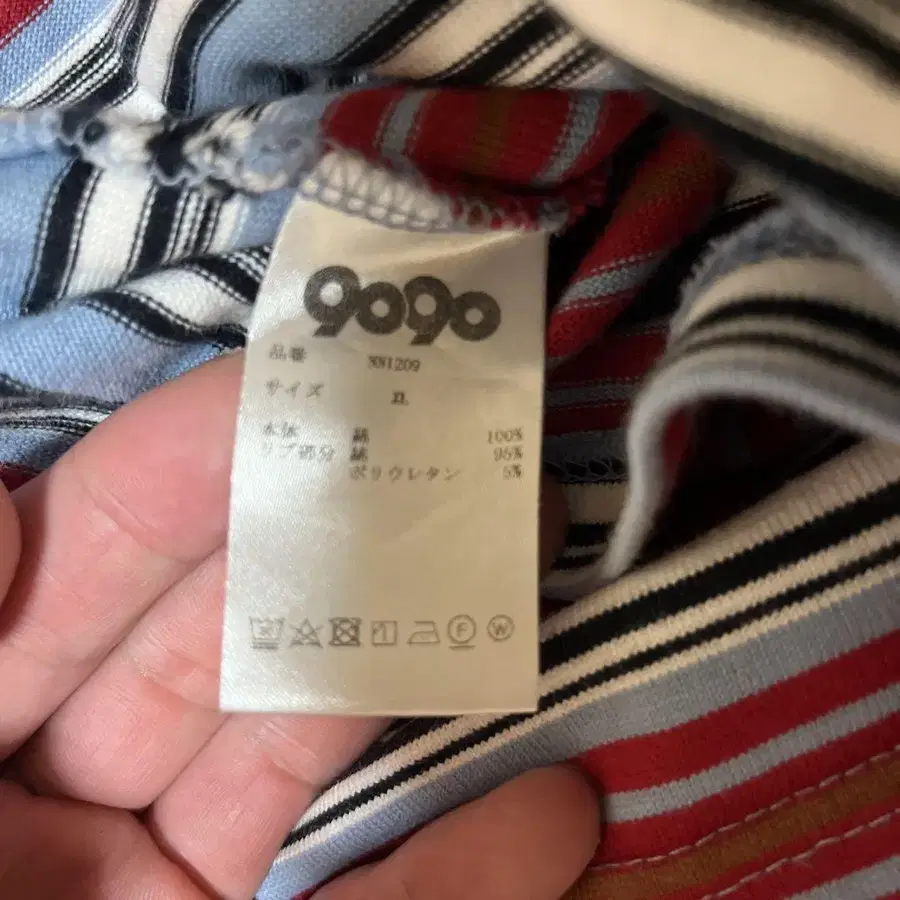 9090
品番 NN1209
サイズ XL
本体 綿 100%
リブ部分 綿 95%
ポリウレタン 5%
F W